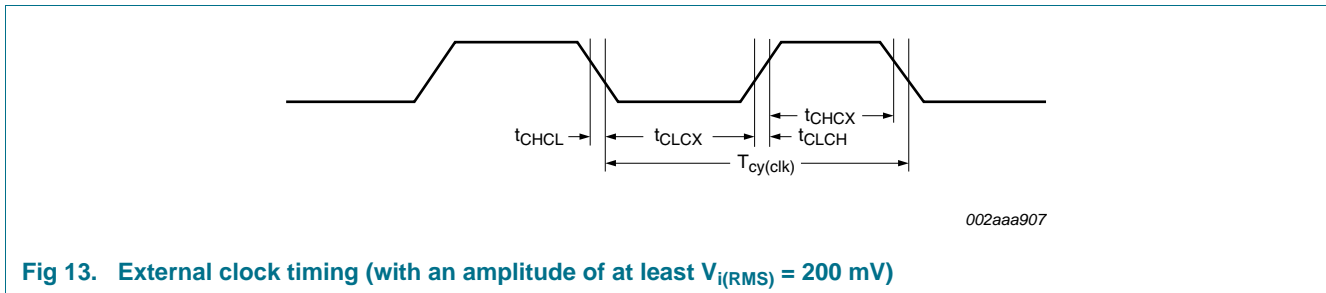 t_CHCX
t_CHCL t_CLCX t_CLCH
T_cy(clk)
002aaa907
Fig 13. External clock timing (with an amplitude of at least V_i(RMS) = 200 mV)